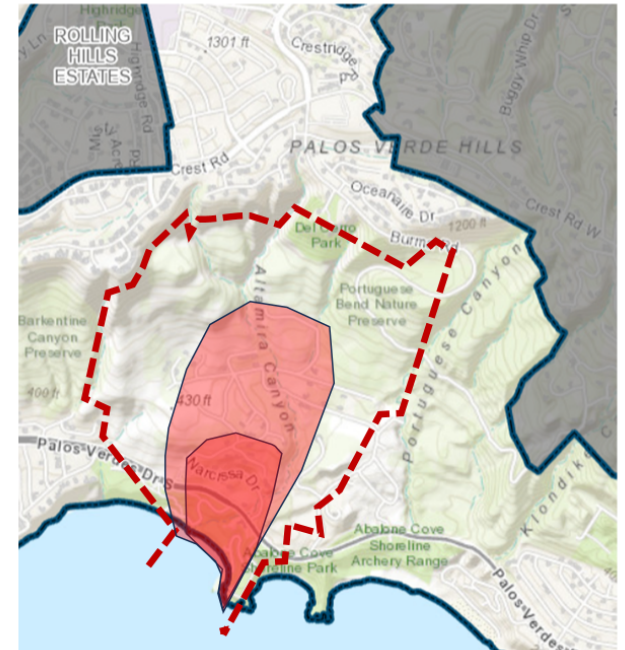 Highridge
ROLLING
HILLS
ESTATES
1301 ft
Crestridge
Buggy Whip Dr
Highridge Rd
PALOS VERDE HILLS
Crest Rd
Oceanaire Dr
Crest Rd W
1200 ft
Del Cerro
Park
Burma Rd
Altamira Canyon
Portuguese
Bend Nature
Preserve
Portuguese Canyon
Barkentine
Canyon
Preserve
400 ft
430 ft
Palos-Verdes-Dr-S
Narcissa Dr
Klondike C
Abalone Cove
Shoreline Park
Abalone Cove
Shoreline
Archery Range
Palos-Verdes